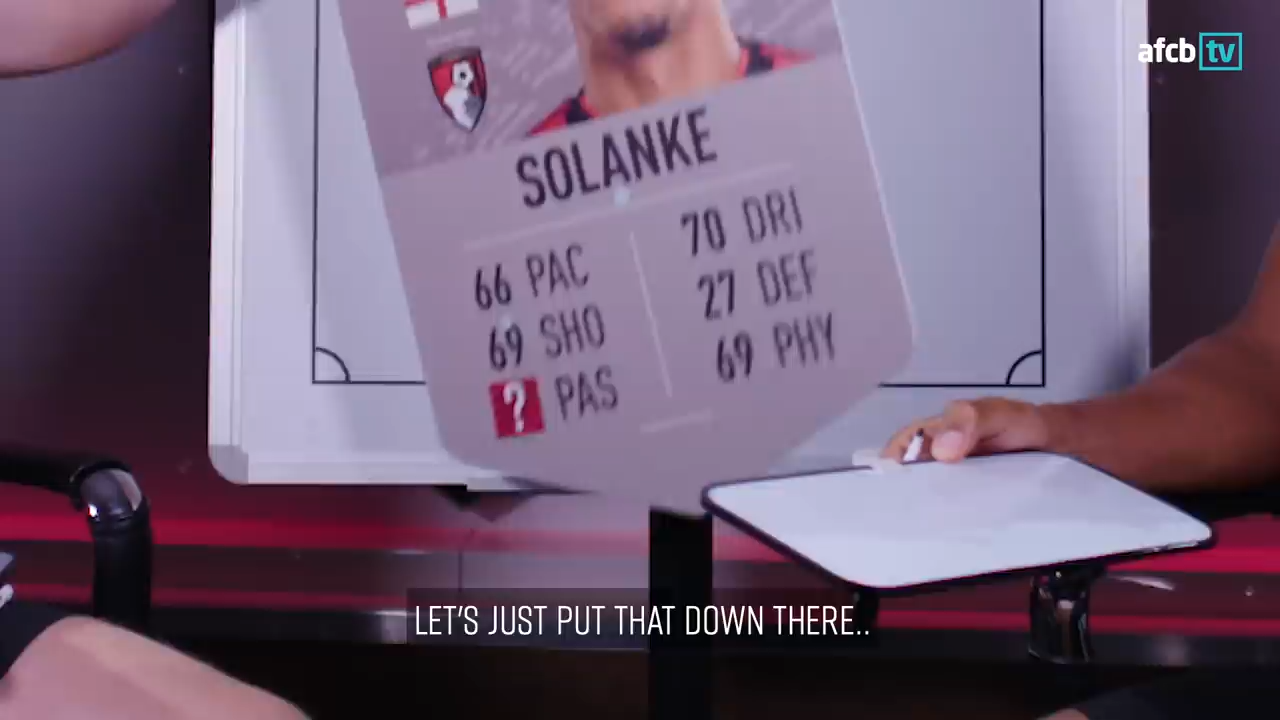 afcb tv
SOLANKE
66 PAC
69 SHO
? PAS
70 DRI
27 DEF
69 PHY
LET'S JUST PUT THAT DOWN THERE..